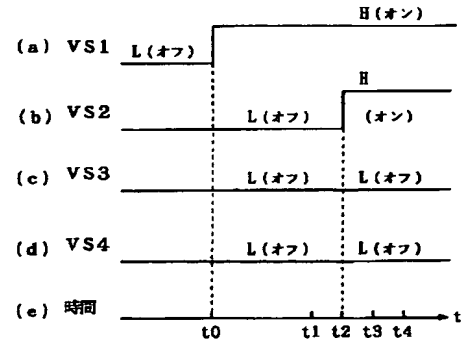 H(オン)
(a) VS1 L(オフ)
H
(b) VS2 L(オフ) (オン)
(c) VS3 L(オフ) L(オフ)
(d) VS4 L(オフ) L(オフ)
(e) 時間 t
t0 t1 t2 t3 t4